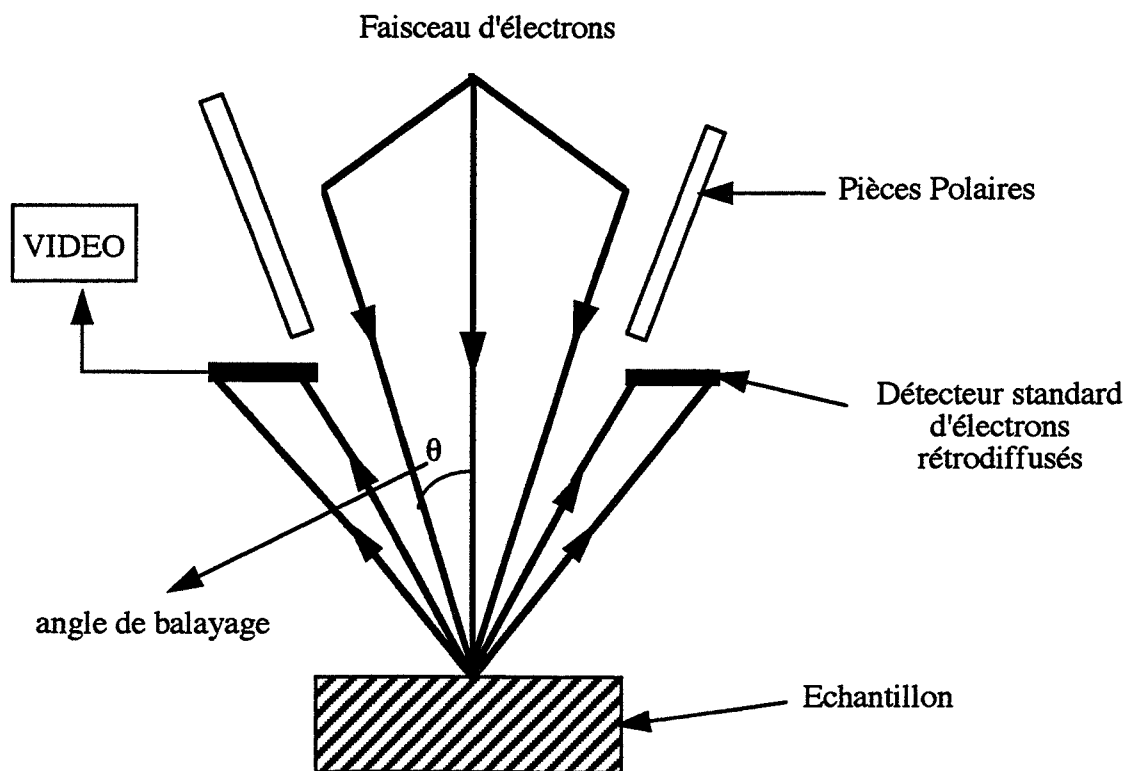 Faisceau d'électrons
Pièces Polaires
VIDEO
Détecteur standard
d'électrons
rétrodiffusés
θ
angle de balayage
Echantillon